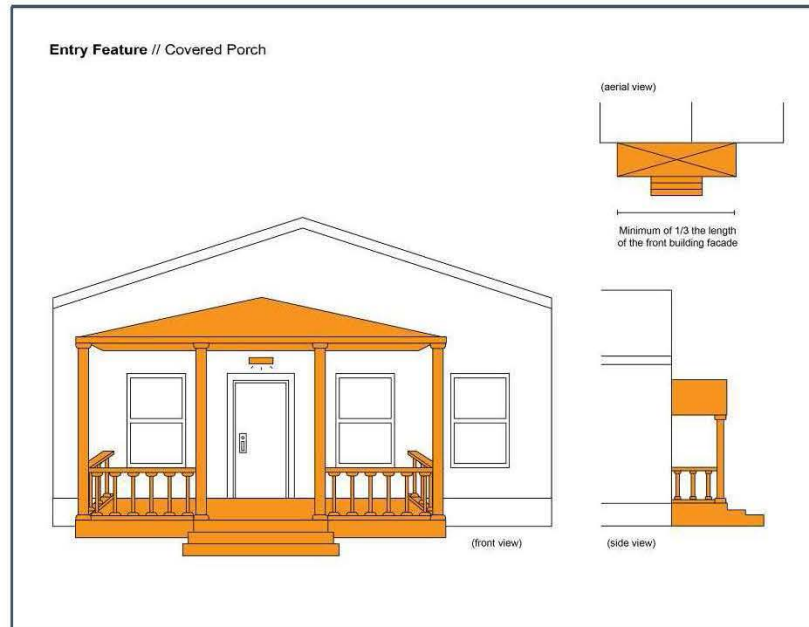 Entry Feature // Covered Porch
(aerial view)
Minimum of 1/3 the length
of the front building facade
(front view)
(side view)